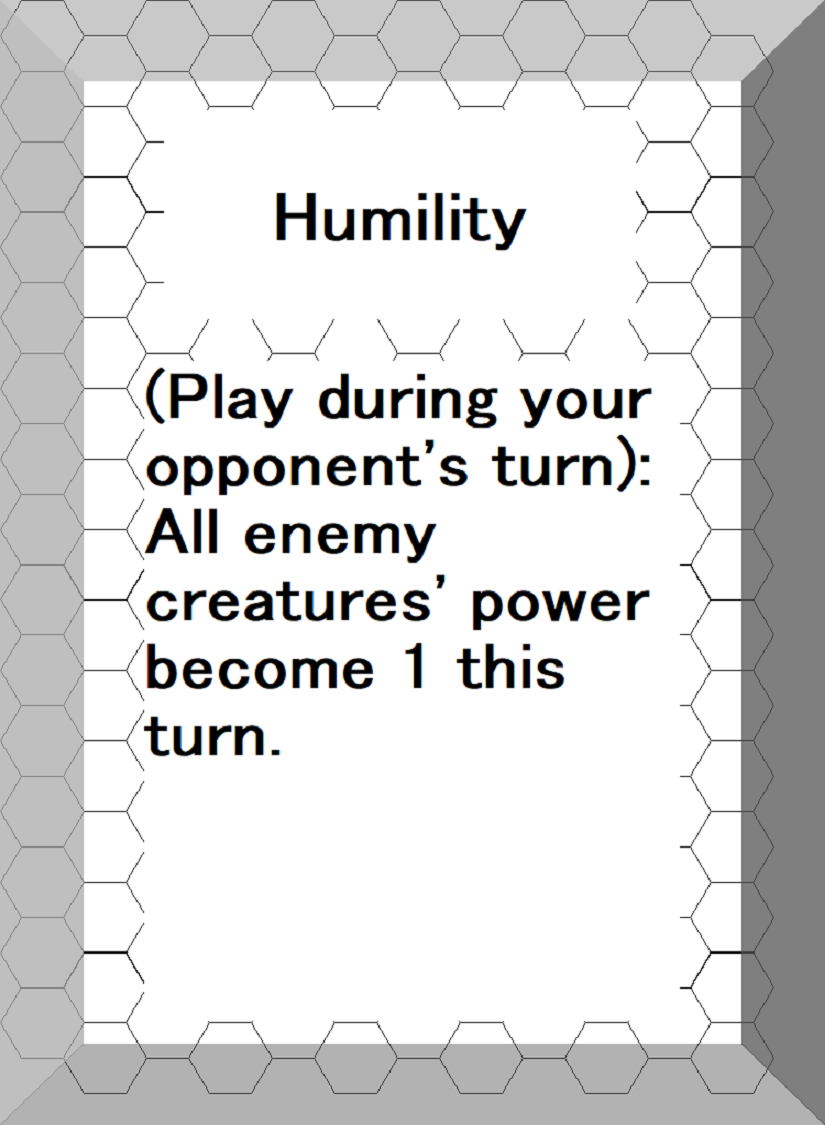 Humility
(Play during your
opponent's turn):
All enemy
creatures' power
become 1 this
turn.